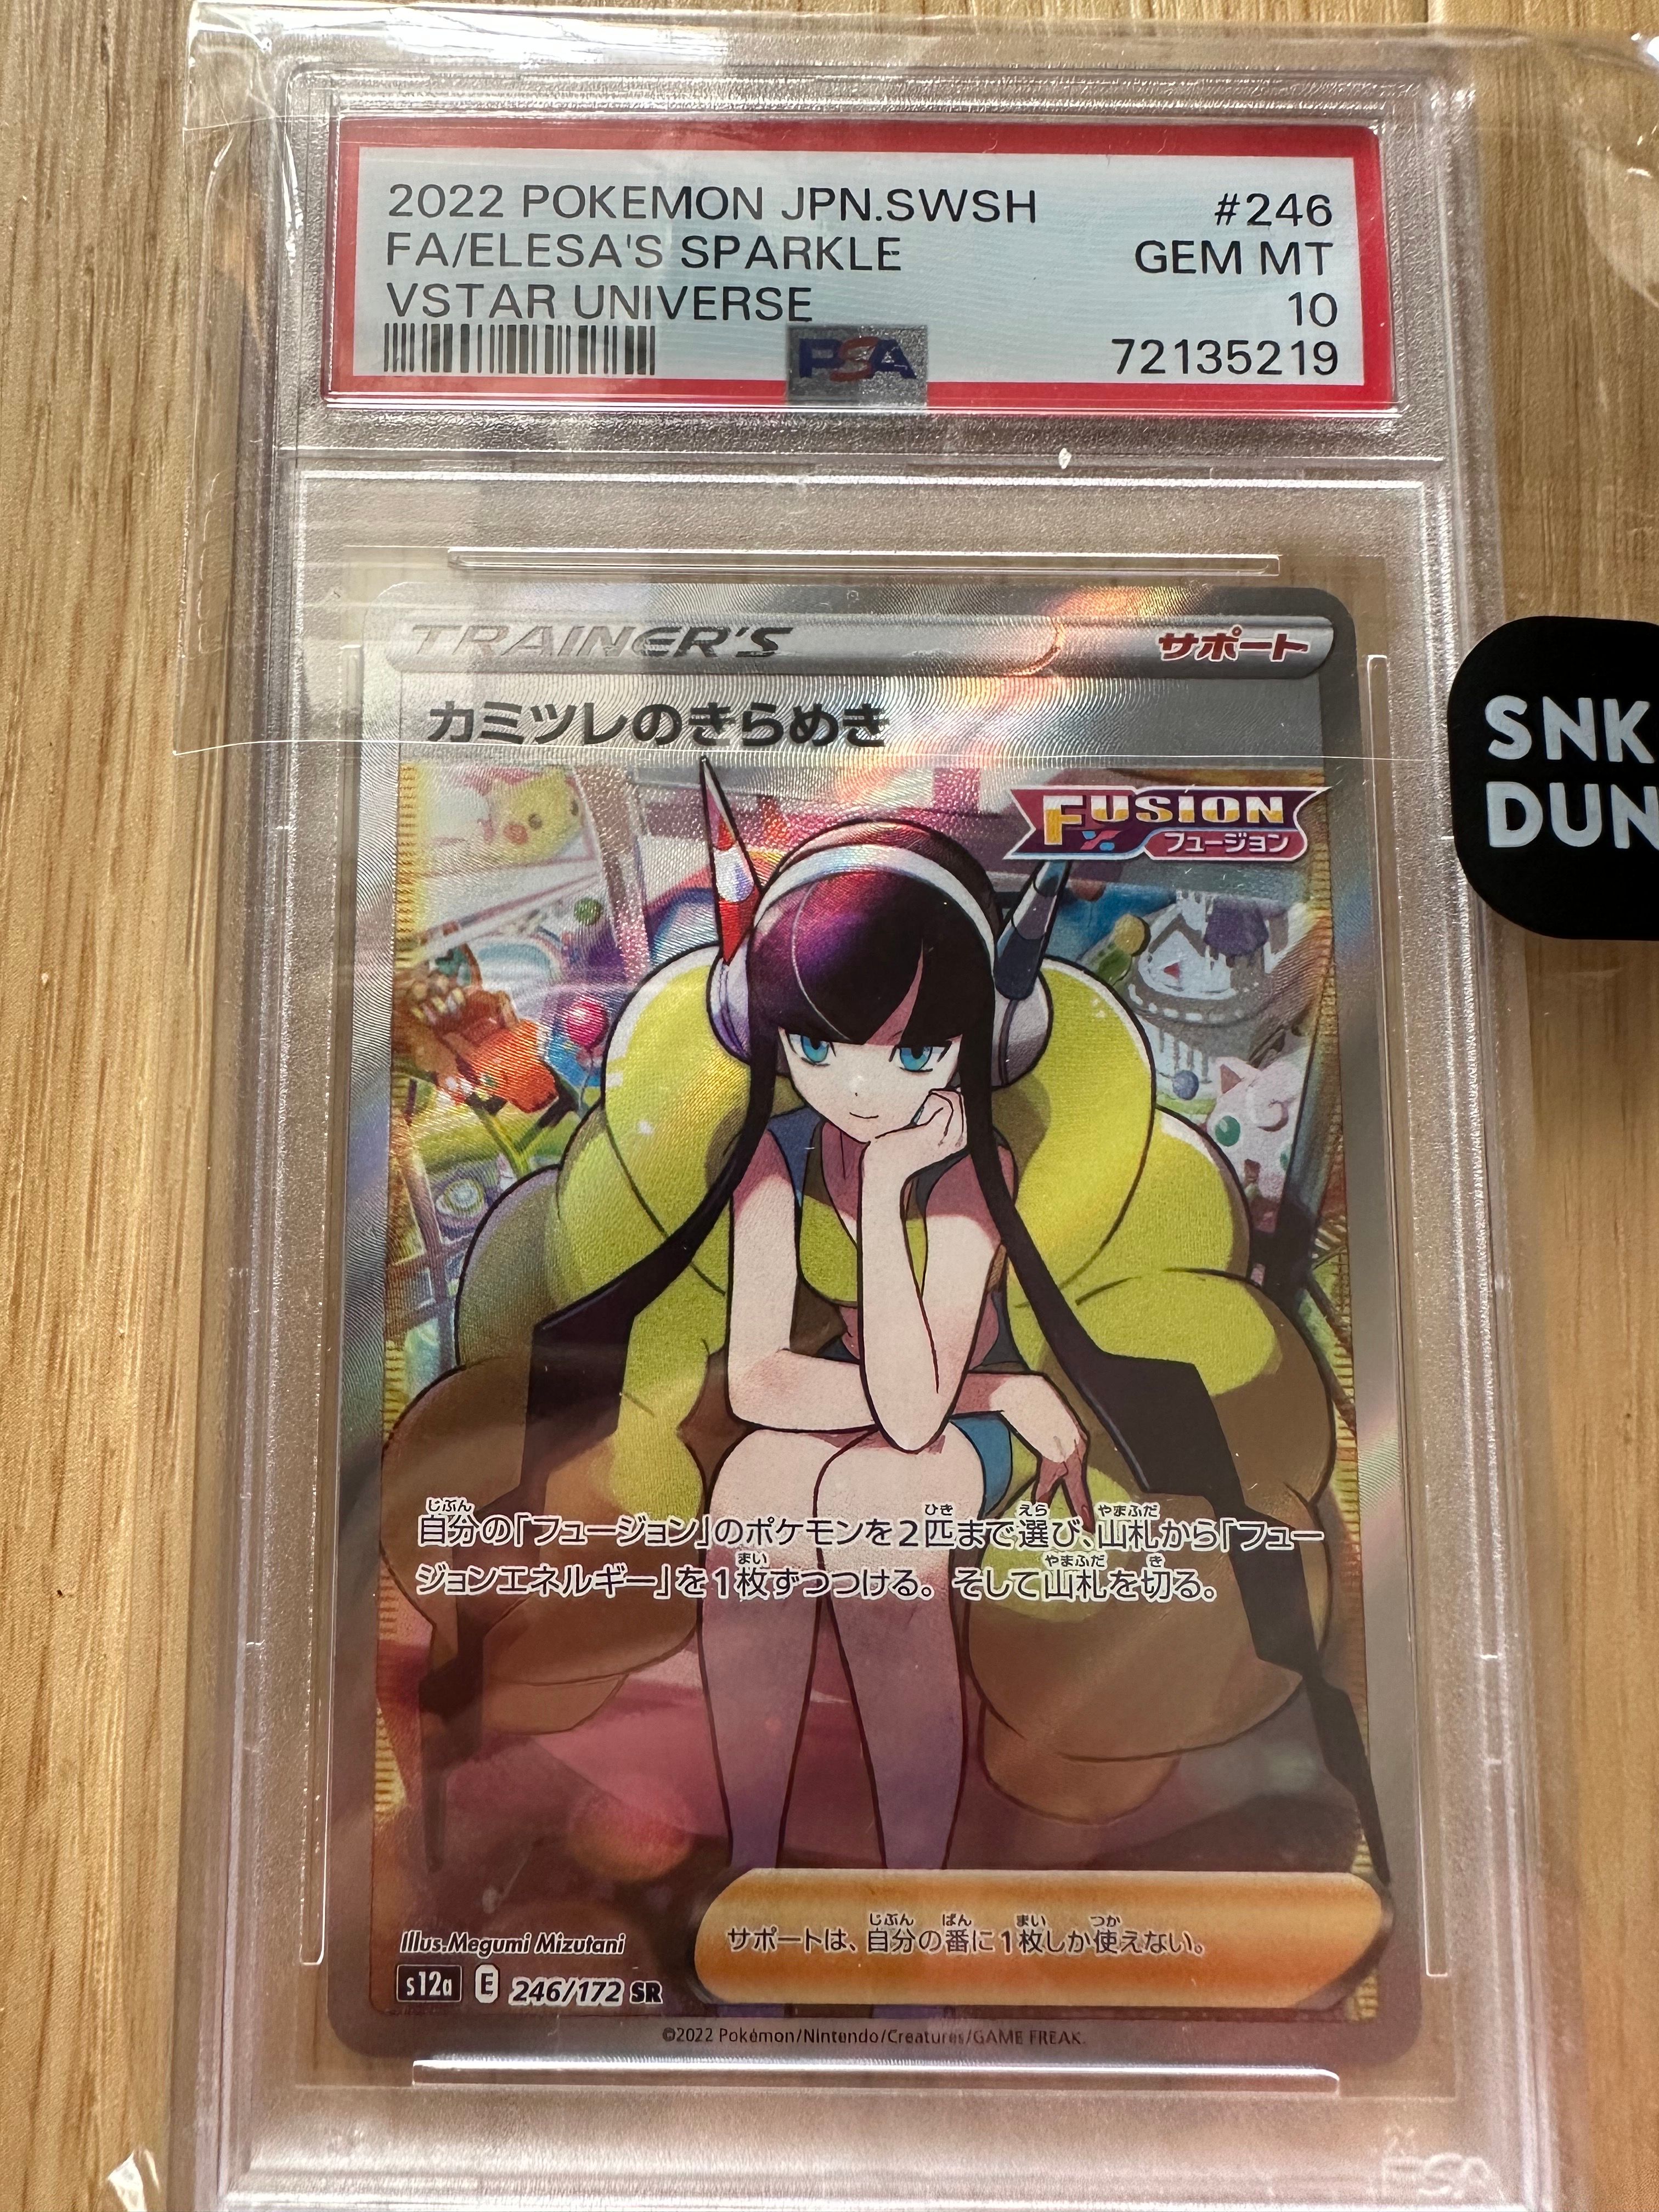 2022 POKEMON JPN.SWSH #246
FA/ELESA'S SPARKLE GEM MT
VSTAR UNIVERSE 10
PSA 72135219
TRAINER'S サポート
カミツレのきらめき
FUSION
フュージョン
SNK
DUN
自分の「フュージョン」のポケモンを2匹まで選び、山札から「フュー
ジョンエネルギー」を1枚ずつつける。そして山札を切る。
サポートは、自分の番に1枚しか使えない。
Illus.Megumi Mizutani
s12a E 246/172 SR
©2022 Pokémon/Nintendo/Creatures/GAME FREAK.
PSA